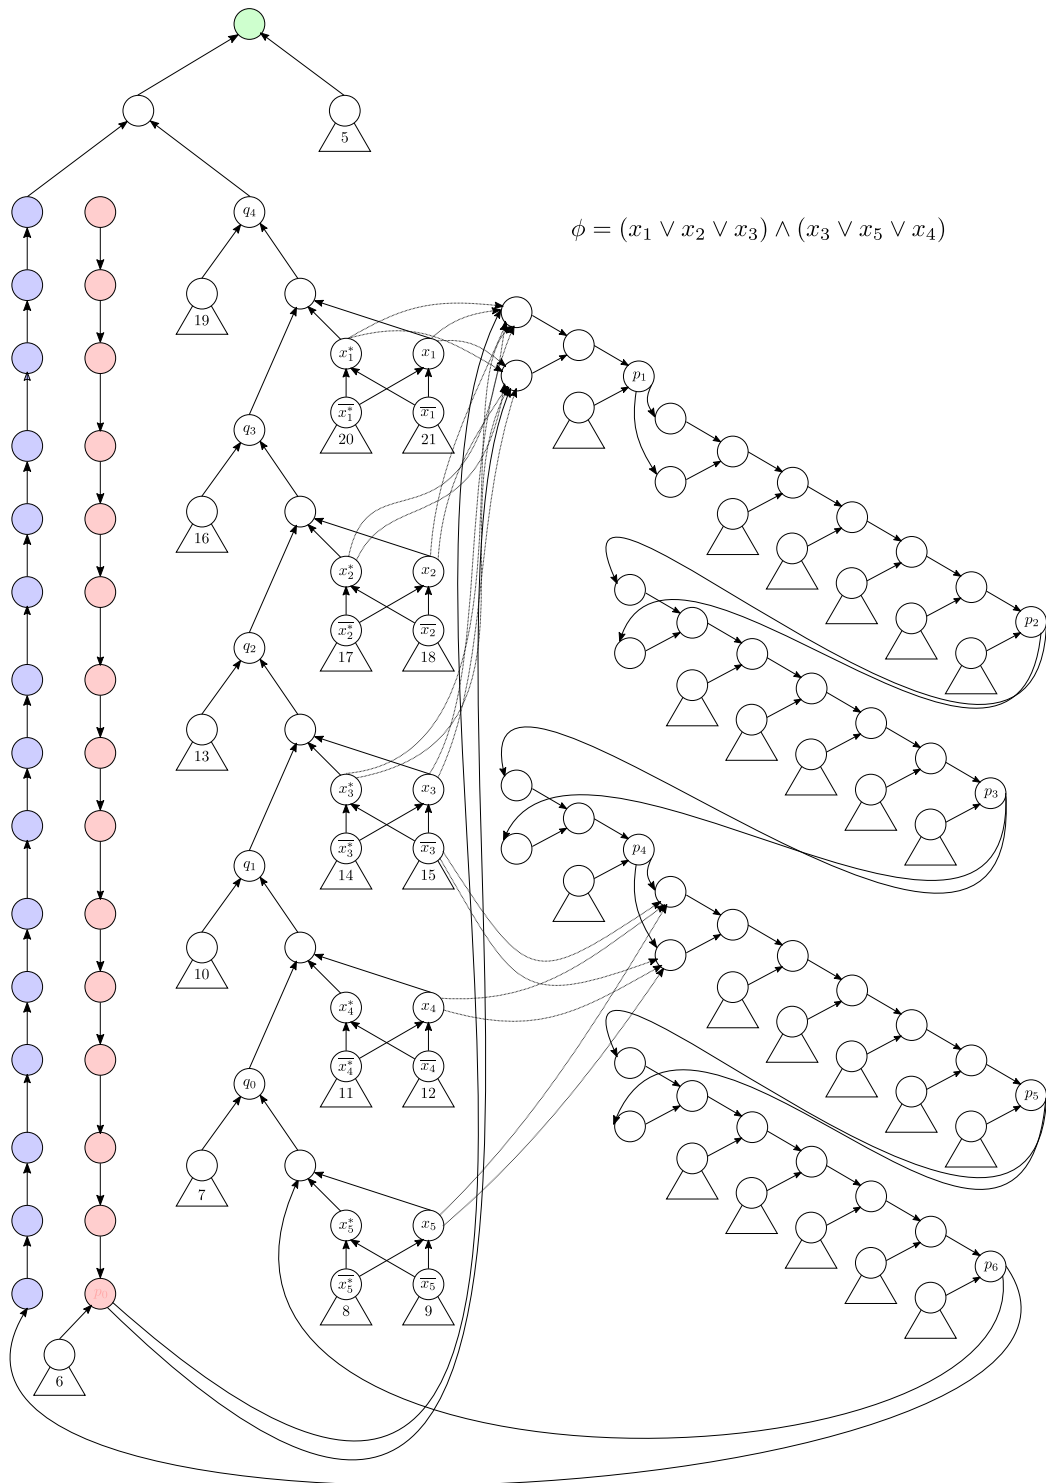 5
q₄
ϕ = (x₁ ∨ x₂ ∨ x₃) ∧ (x₃ ∨ x₅ ∨ x₄)
19
x₁* x₁
p₁
x̅₁* x̅₁
q₃
20 21
16
x₂* x₂
p₂
x̅₂* x̅₂
q₂
17 18
13
x₃* x₃ p₃
x̅₃* x̅₃ p₄
q₁
14 15
10
x₄* x₄
x̅₄* x̅₄
q₀
11 12 p₅
7
x₅* x₅
p₆
x̅₅* x̅₅
p₀
8 9
6